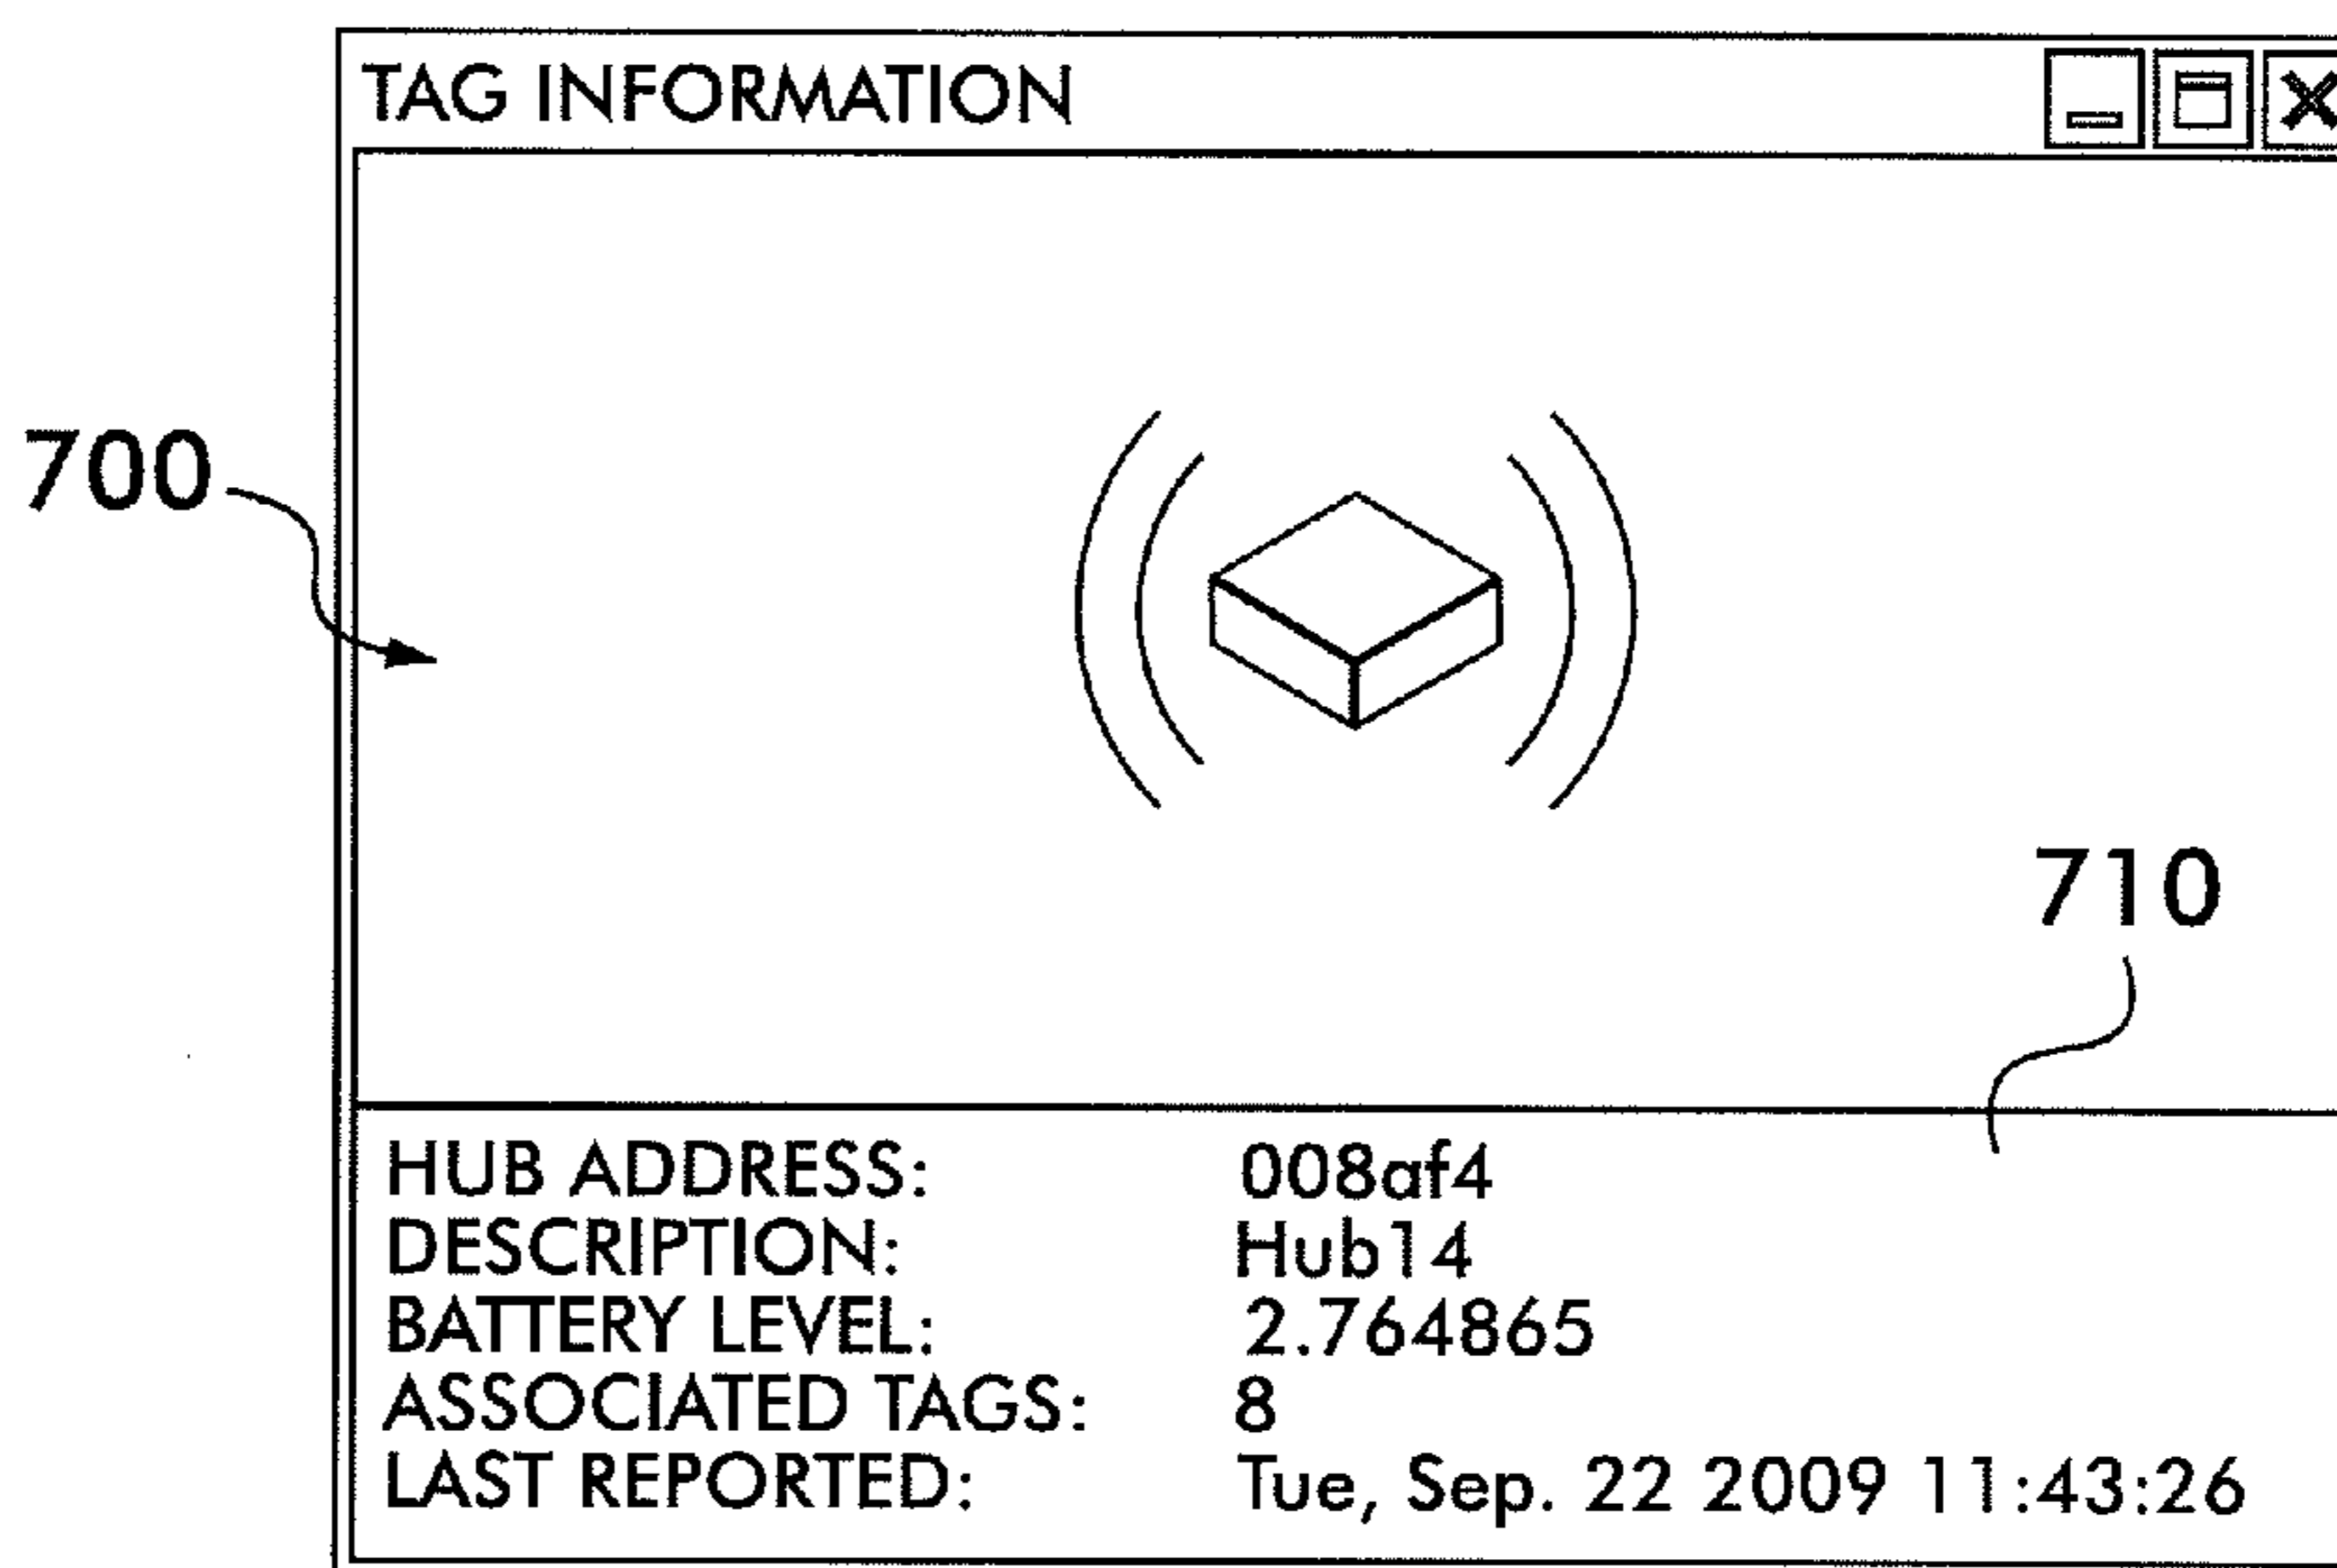 TAG INFORMATION
700
710
HUB ADDRESS: 008af4
DESCRIPTION: Hub14
BATTERY LEVEL: 2.764865
ASSOCIATED TAGS: 8
LAST REPORTED: Tue, Sep. 22 2009 11:43:26